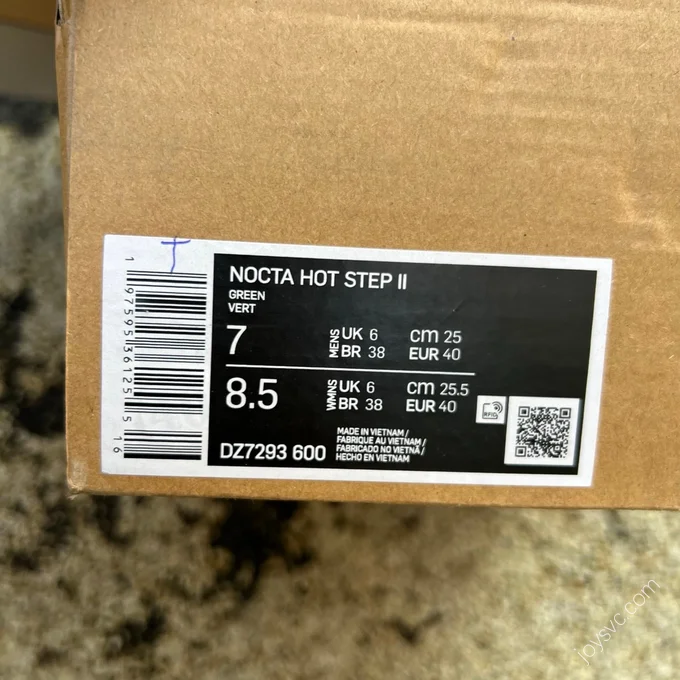 NOCTA HOT STEP II
GREEN
VERT
7 MENS UK 6 cm 25
BR 38 EUR 40
8.5 WMNS UK 6 cm 25.5
BR 38 EUR 40
RFID
DZ7293 600
MADE IN VIETNAM /
FABRIQUE AU VIETNAM /
FABRICADO NO VIETNÃ /
HECHO EN VIETNAM
1 97595 36125 5 16
joysvc.com